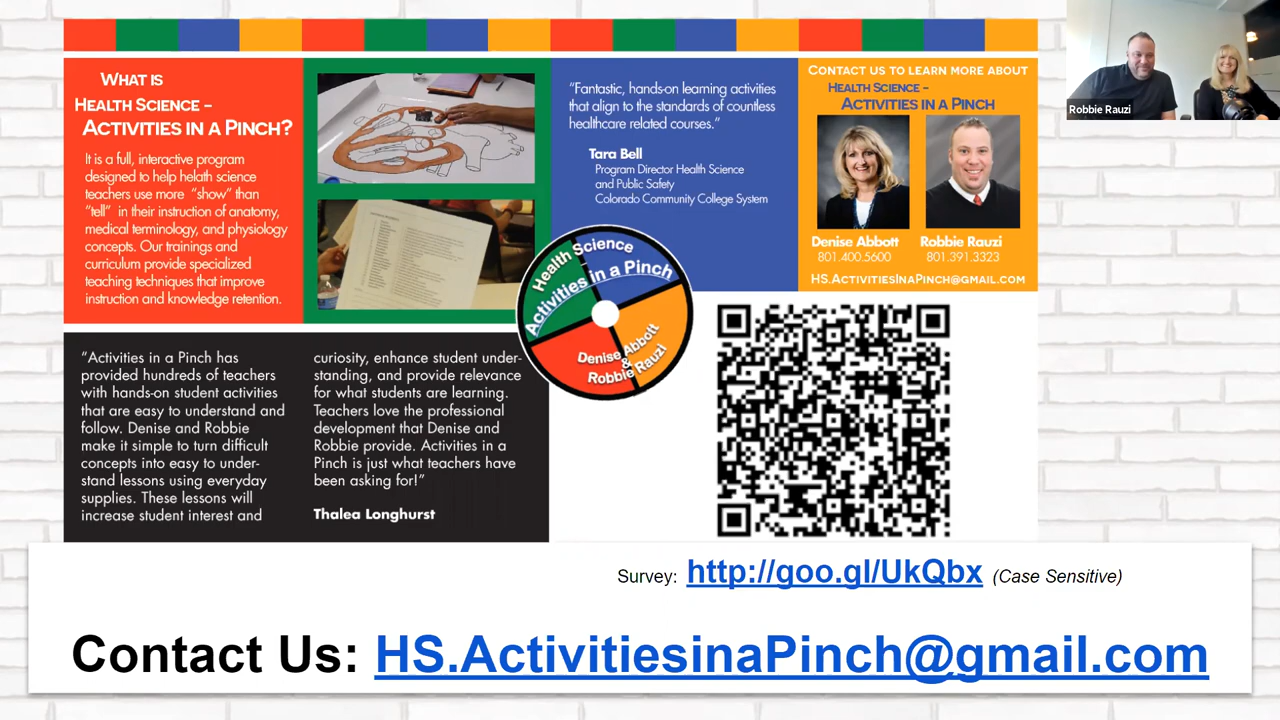 WHAT IS
HEALTH SCIENCE –
ACTIVITIES IN A PINCH?
It is a full, interactive program
designed to help helath science
teachers use more “show” than
“tell” in their instruction of anatomy,
medical terminology, and physiology
concepts. Our trainings and
curriculum provide specialized
teaching techniques that improve
instruction and knowledge retention.
“Fantastic, hands-on learning activities
that align to the standards of countless
healthcare related courses.”
Tara Bell
Program Director Health Science
and Public Safety
Colorado Community College System
CONTACT US TO LEARN MORE ABOUT
HEALTH SCIENCE –
ACTIVITIES IN A PINCH
Denise Abbott
801.400.5600
Robbie Rauzi
801.391.3323
HS.ACTIVITIESINAPINCH@GMAIL.COM
Robbie Rauzi
Health Science
Activities in a Pinch
Denise Abbott
&
Robbie Rauzi
“Activities in a Pinch has
provided hundreds of teachers
with hands-on student activities
that are easy to understand and
follow. Denise and Robbie
make it simple to turn difficult
concepts into easy to under-
stand lessons using everyday
supplies. These lessons will
increase student interest and
curiosity, enhance student under-
standing, and provide relevance
for what students are learning.
Teachers love the professional
development that Denise and
Robbie provide. Activities in a
Pinch is just what teachers have
been asking for!”
Thalea Longhurst
Survey: http://goo.gl/UkQbx (Case Sensitive)
Contact Us: HS.ActivitiesinaPinch@gmail.com